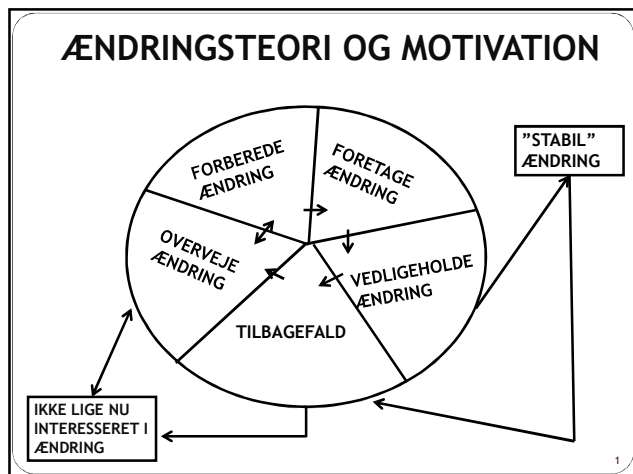 ÆNDRINGSTEORI OG MOTIVATION
FORBEREDE
ÆNDRING
FORETAGE
ÆNDRING
"STABIL"
ÆNDRING
OVERVEJE
ÆNDRING
VEDLIGEHOLDE
ÆNDRING
TILBAGEFALD
IKKE LIGE NU
INTERESSERET I
ÆNDRING
1